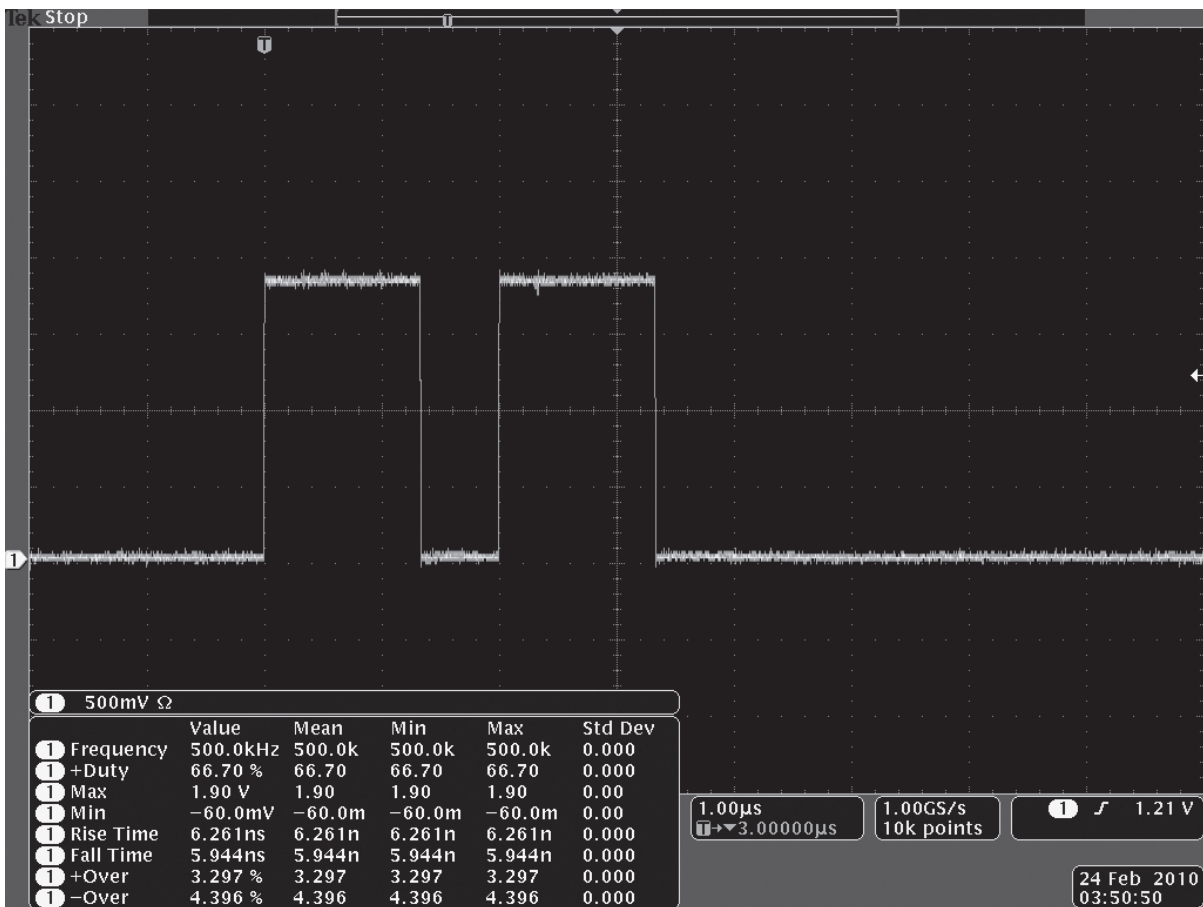 Tek Stop
T
T
1
1 500mV Ω
Value Mean Min Max Std Dev
1 Frequency 500.0kHz 500.0k 500.0k 500.0k 0.000
1 +Duty 66.70 % 66.70 66.70 66.70 0.000
1 Max 1.90 V 1.90 1.90 1.90 0.00
1 Min −60.0mV −60.0m −60.0m −60.0m 0.00
1 Rise Time 6.261ns 6.261n 6.261n 6.261n 0.000
1 Fall Time 5.944ns 5.944n 5.944n 5.944n 0.000
1 +Over 3.297 % 3.297 3.297 3.297 0.000
1 −Over 4.396 % 4.396 4.396 4.396 0.000
1.00µs
T→▼3.00000µs
1.00GS/s
10k points
1 ∫ 1.21 V
24 Feb 2010
03:50:50